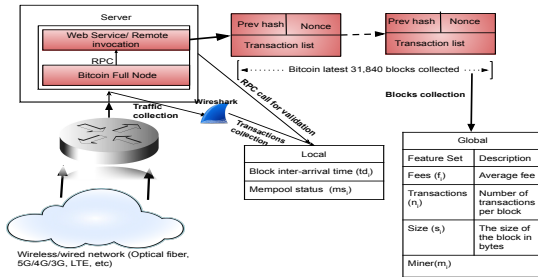 Server
Web Service/ Remote
invocation
RPC
Bitcoin Full Node
Prev hash
Nonce
Transaction list
Prev hash
Nonce
Transaction list
Bitcoin latest 31,840 blocks collected
Traffic
collection
Wireshark
Transactions
collection
RPC call for validation
Blocks collection
Local
Block inter-arrival time (tdi)
Mempool status (msi)
Global
Feature Set
Description
Fees (fi)
Average fee
Transactions
(ni)
Number of
transactions
per block
Size (si)
The size of
the block in
bytes
Miner(mi)
Wireless/wired network (Optical fiber,
5G/4G/3G, LTE, etc)